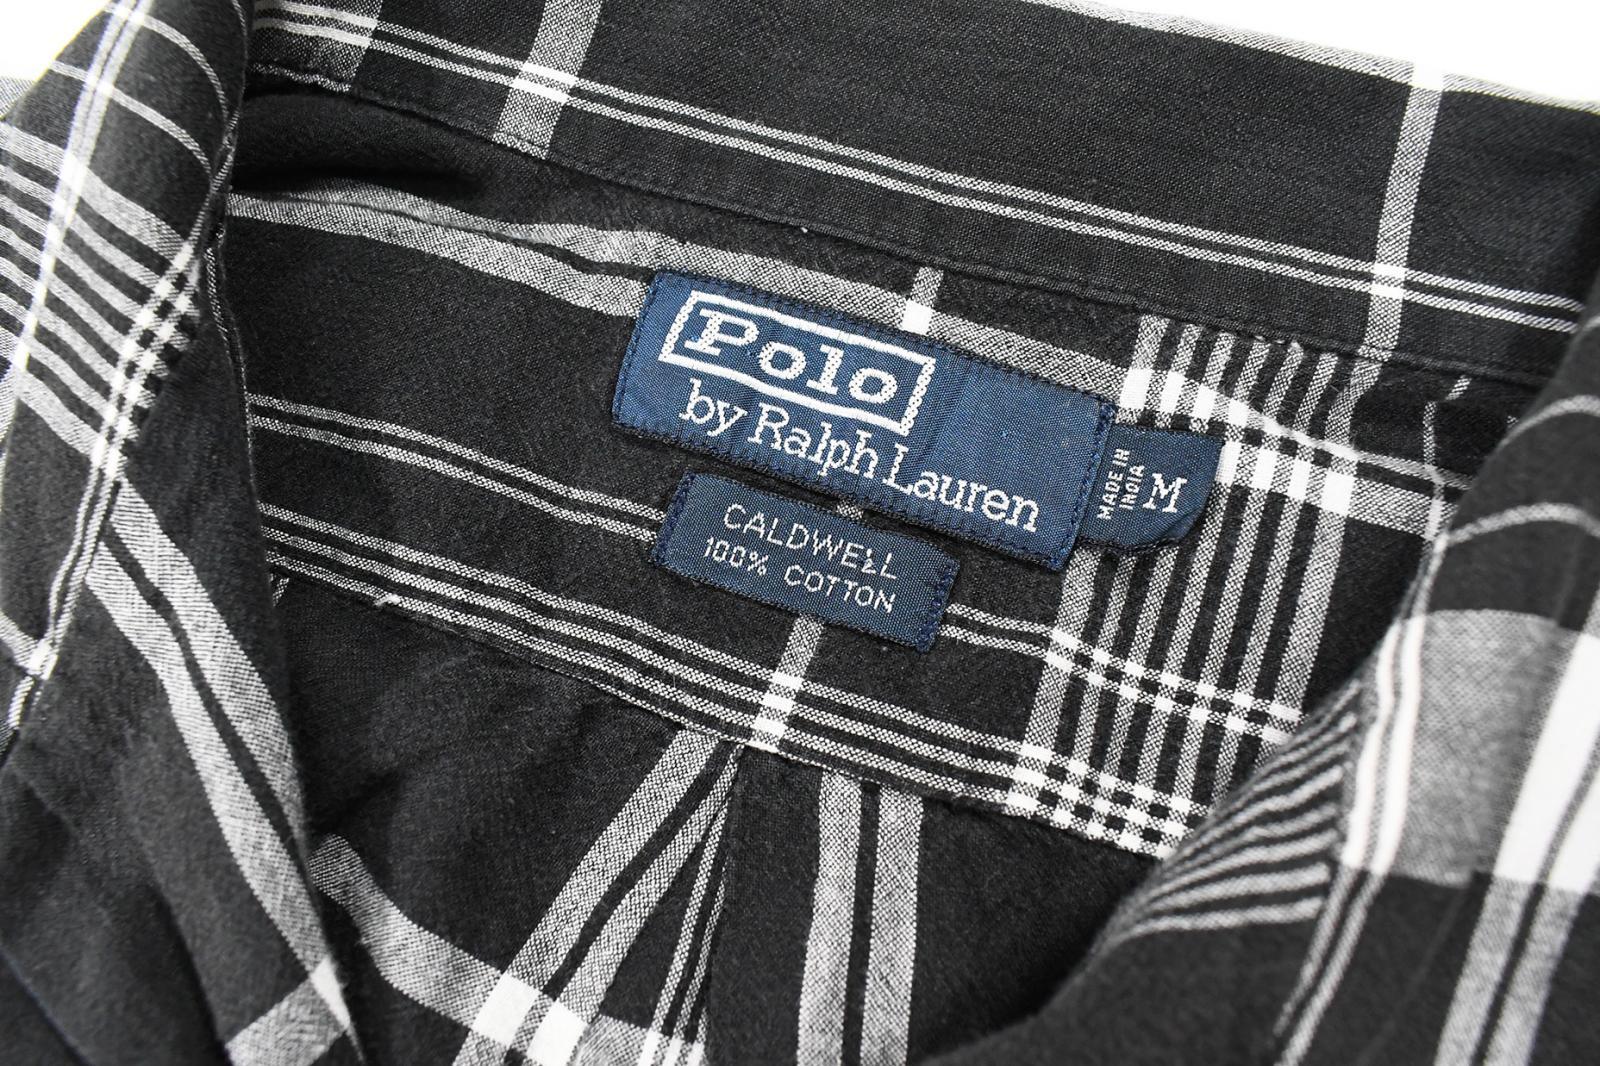 Polo
by Ralph Lauren
MADE IN
INDIA
M
CALDWELL
100% COTTON